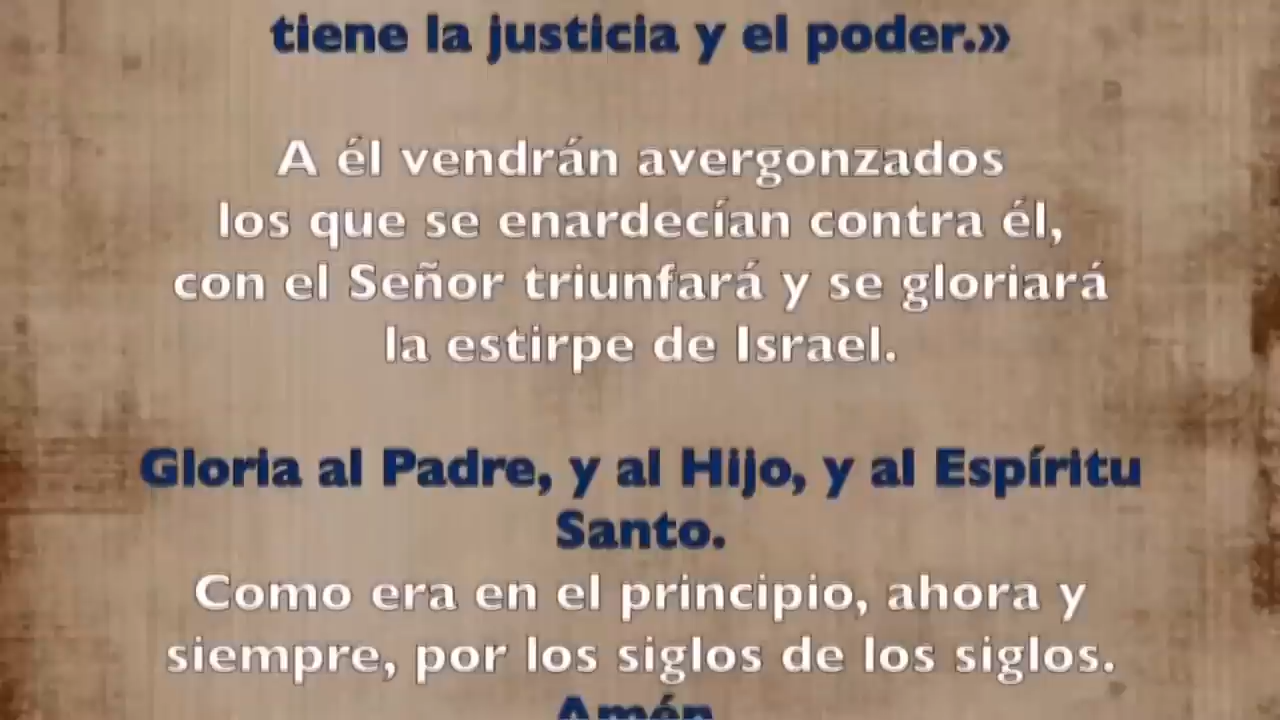 tiene la justicia y el poder.»
A él vendrán avergonzados
los que se enardecían contra él,
con el Señor triunfará y se gloriará
la estirpe de Israel.
Gloria al Padre, y al Hijo, y al Espíritu
Santo.
Como era en el principio, ahora y
siempre, por los siglos de los siglos.
Amén